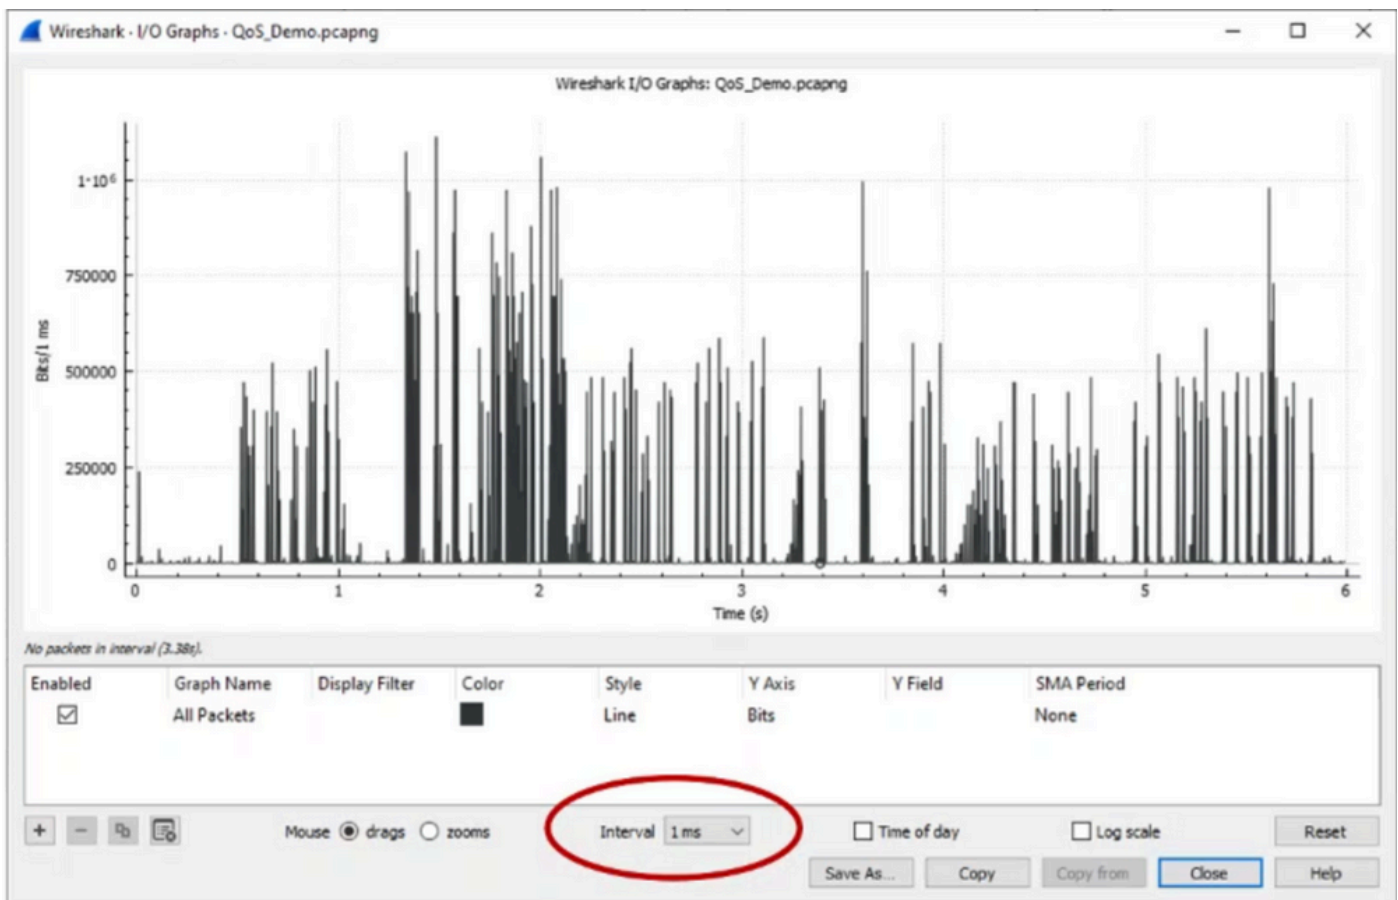 Wireshark · I/O Graphs · QoS_Demo.pcapng
Wireshark I/O Graphs: QoS_Demo.pcapng
1·10⁶
750000
500000
250000
0
Bits/1 ms
0 1 2 3 4 5 6
Time (s)
No packets in interval (3.38s).
Enabled Graph Name Display Filter Color Style Y Axis Y Field SMA Period
All Packets Line Bits None
Mouse drags zooms Interval 1 ms Time of day Log scale Reset
Save As... Copy Copy from Close Help